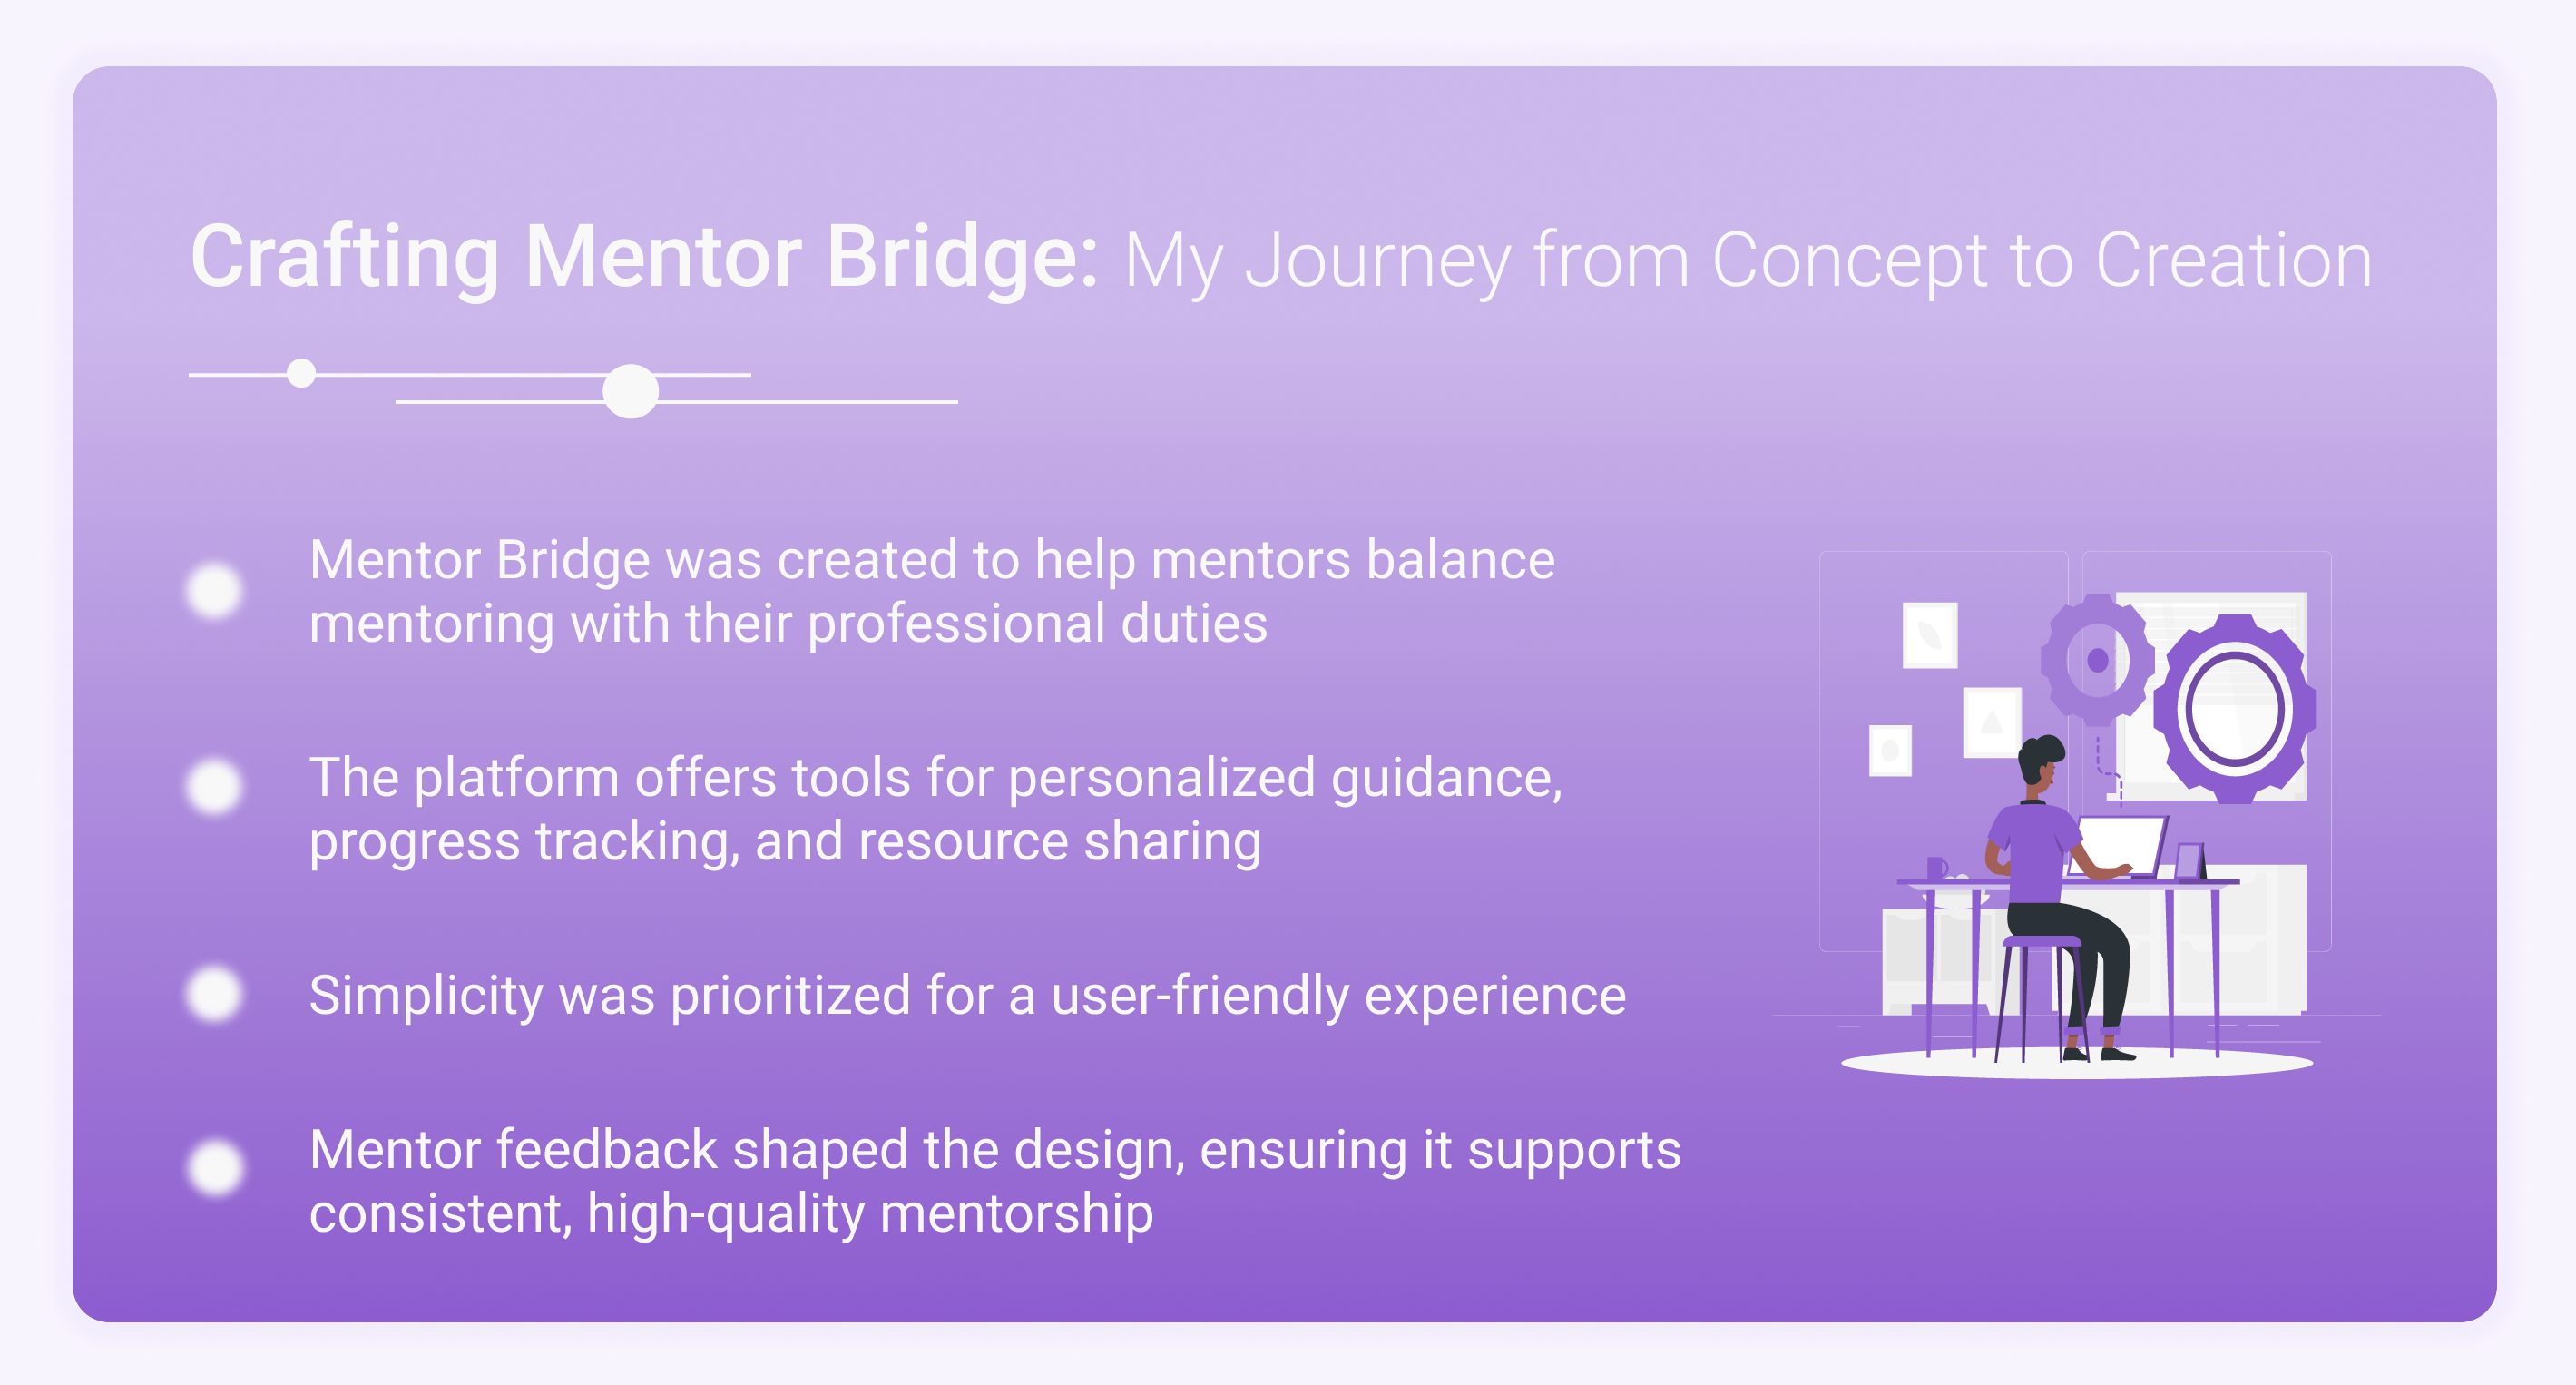 Crafting Mentor Bridge: My Journey from Concept to Creation
Mentor Bridge was created to help mentors balance
mentoring with their professional duties
The platform offers tools for personalized guidance,
progress tracking, and resource sharing
Simplicity was prioritized for a user-friendly experience
Mentor feedback shaped the design, ensuring it supports
consistent, high-quality mentorship